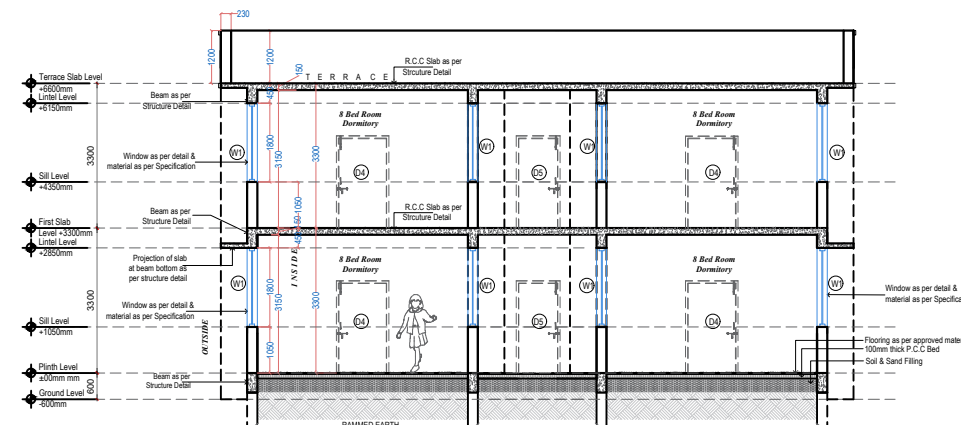 230
1200
1200
150
T E R R A C E
R.C.C Slab as per
Strcuture Detail
Terrace Slab Level
+6600mm
Lintel Level
+6150mm
Beam as per
Structure Detail
450
8 Bed Room
Dormitory
8 Bed Room
Dormitory
3300
Window as per detail &
material as per Specification
W1
1800
3150
3300
W1
W1
W1
D4
D5
D4
Sill Level
+4350mm
1050
Beam as per
Structure Detail
R.C.C Slab as per
Strcuture Detail
First Slab
Level +3300mm
Lintel Level
+2850mm
150
450
Projection of slab
at beam bottom as
per structure detail
INSIDE
8 Bed Room
Dormitory
8 Bed Room
Dormitory
3300
W1
1800
3150
3300
W1
W1
W1
Window as per detail &
material as per Specification
Window as per detail &
material as per Specifica
D4
D5
D4
Sill Level
+1050mm
OUTSIDE
1050
Flooring as per approved mater
100mm thick P.C.C Bed
Soil & Sand Filling
Plinth Level
±00mm mm
Beam as per
Structure Detail
600
Ground Level
-600mm
RAMMED EARTH